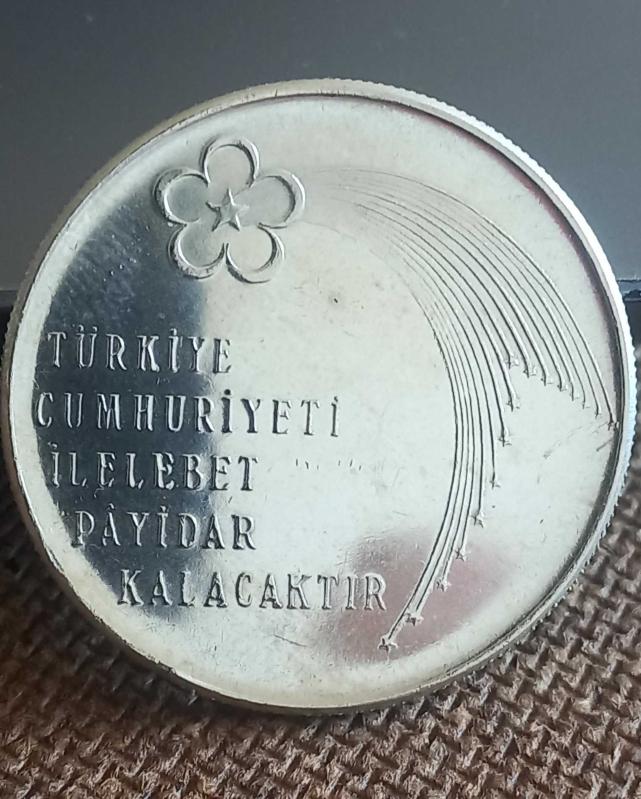 TÜRKİYE
CUMHURİYETİ
İLELEBET
PÂYİDAR
KALACAKTIR